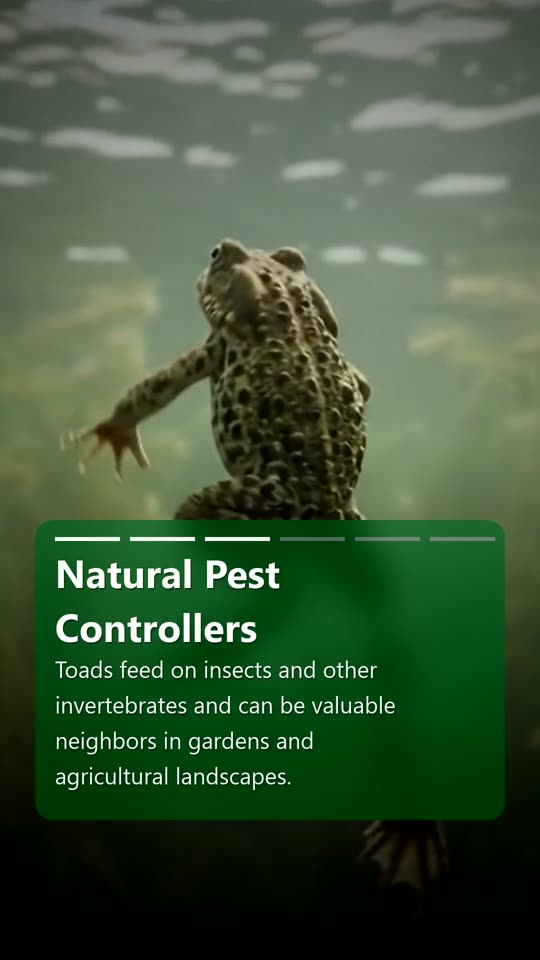 Natural Pest
Controllers
Toads feed on insects and other
invertebrates and can be valuable
neighbors in gardens and
agricultural landscapes.